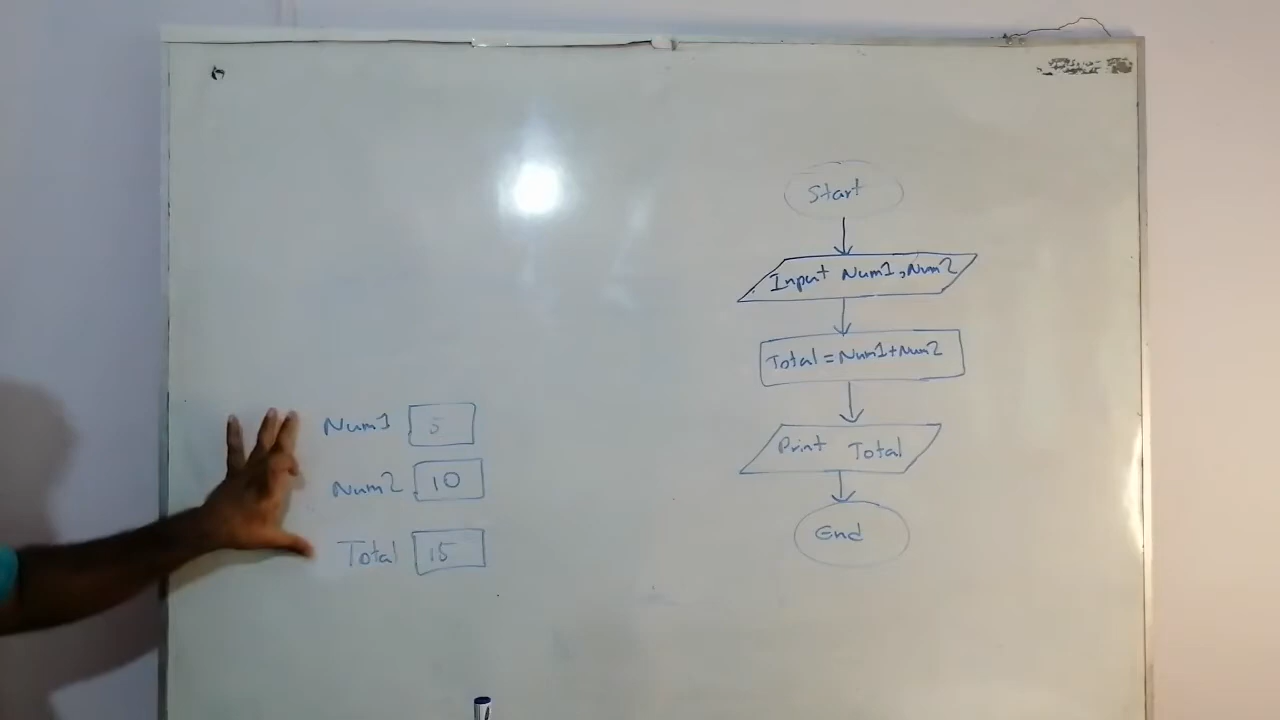 Start
Input Num1, Num2
Total = Num1+Num2
Print Total
End
Num1 5
Num2 10
Total 15